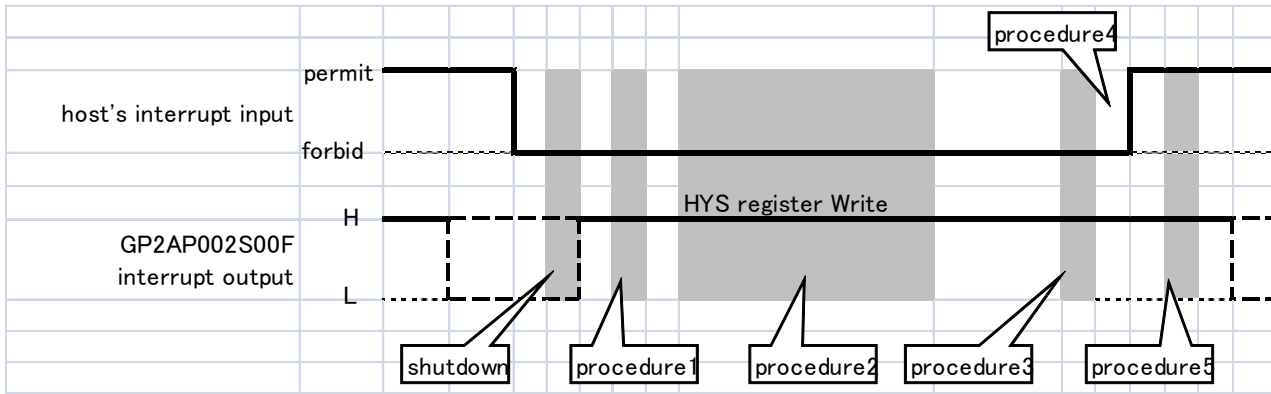 procedure4
permit
host's interrupt input
forbid
HYS register Write
H
GP2AP002S00F
interrupt output
L
shutdown
procedure1
procedure2
procedure3
procedure5